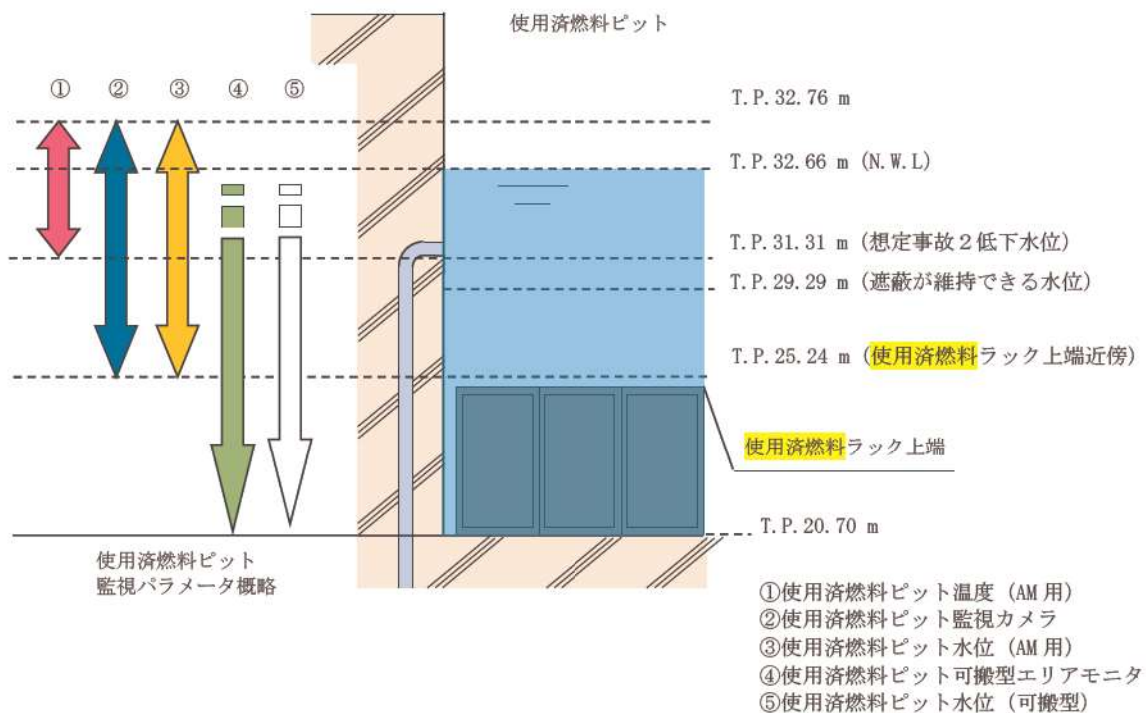 使用済燃料ピット
① ② ③ ④ ⑤
T.P.32.76 m
T.P.32.66 m (N.W.L)
T.P.31.31 m (想定事故2低下水位)
T.P.29.29 m (遮蔽が維持できる水位)
T.P.25.24 m (使用済燃料ラック上端近傍)
使用済燃料ラック上端
T.P.20.70 m
使用済燃料ピット
監視パラメータ概略
①使用済燃料ピット温度 (AM用)
②使用済燃料ピット監視カメラ
③使用済燃料ピット水位 (AM用)
④使用済燃料ピット可搬型エリアモニタ
⑤使用済燃料ピット水位 (可搬型)